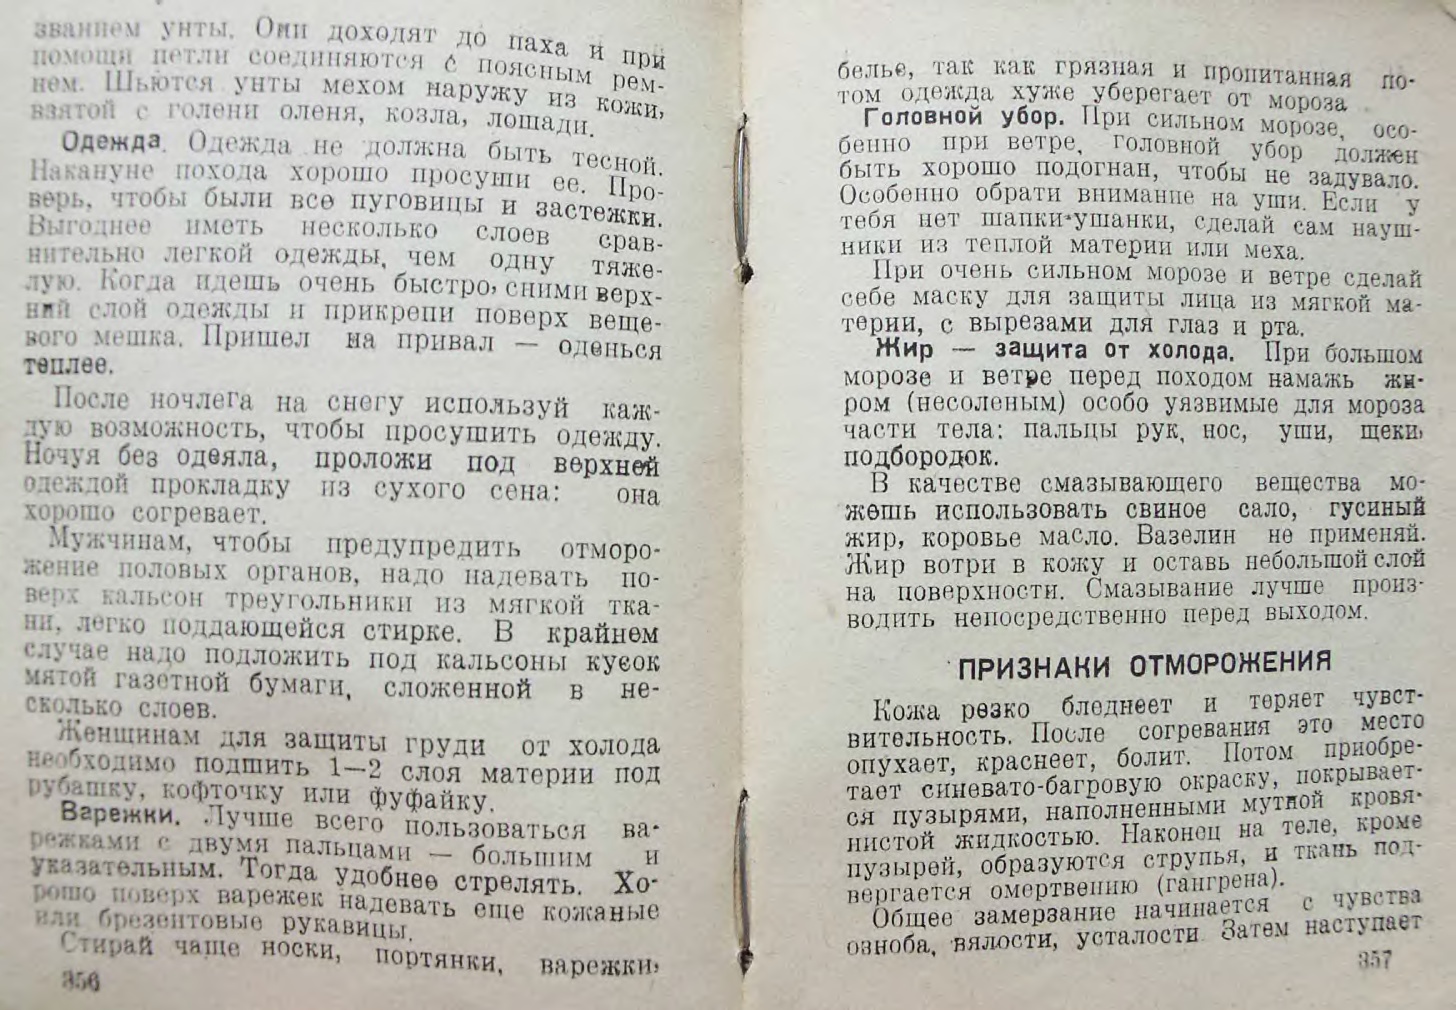 званием унты. Они доходят до паха и при
помощи петли соединяются с поясным рем-
нем. Шьются унты мехом наружу из кожи,
взятой с голени оленя, козла, лошади.
Одежда. Одежда не должна быть тесной.
Накануне похода хорошо просуши ее. Про-
верь, чтобы были все пуговицы и застежки.
Выгоднее иметь несколько слоев срав-
нительно легкой одежды, чем одну тяже-
лую. Когда идешь очень быстро, сними верх-
ний слой одежды и прикрепи поверх веще-
вого мешка. Пришел на привал — оденься
теплее.
После ночлега на снегу используй каж-
дую возможность, чтобы просушить одежду.
Ночуя без одеяла, проложи под верхней
одеждой прокладку из сухого сена: она
хорошо согревает.
Мужчинам, чтобы предупредить отморо-
жение половых органов, надо надевать по-
верх кальсон треугольники из мягкой тка-
ни, легко поддающейся стирке. В крайнем
случае надо подложить под кальсоны кусок
мятой газетной бумаги, сложенной в не-
сколько слоев.
Женщинам для защиты груди от холода
необходимо подшить 1—2 слоя материи под
рубашку, кофточку или фуфайку.
Варежки. Лучше всего пользоваться ва-
режками с двумя пальцами — большим и
указательным. Тогда удобнее стрелять. Хо-
рошо поверх варежек надевать еще кожаные
или брезентовые рукавицы.
Стирай чаще носки, портянки, варежки,
356
белье, так как грязная и пропитанная по-
том одежда хуже уберегает от мороза
Головной убор. При сильном морозе, осо-
бенно при ветре, головной убор должен
быть хорошо подогнан, чтобы не задувало.
Особенно обрати внимание на уши. Если у
тебя нет шапки-ушанки, сделай сам науш-
ники из теплой материи или меха.
При очень сильном морозе и ветре сделай
себе маску для защиты лица из мягкой ма-
терии, с вырезами для глаз и рта.
Жир — защита от холода. При большом
морозе и ветре перед походом намажь жи-
ром (несоленым) особо уязвимые для мороза
части тела: пальцы рук, нос, уши, щеки,
подбородок.
В качестве смазывающего вещества мо-
жешь использовать свиное сало, гусиный
жир, коровье масло. Вазелин не применяй.
Жир вотри в кожу и оставь небольшой слой
на поверхности. Смазывание лучше произ-
водить непосредственно перед выходом.
ПРИЗНАКИ ОТМОРОЖЕНИЯ
Кожа резко бледнеет и теряет чувст-
вительность. После согревания это место
опухает, краснеет, болит. Потом приобре-
тает синевато-багровую окраску, покрывает-
ся пузырями, наполненными мутной кровя-
нистой жидкостью. Наконец на теле, кроме
пузырей, образуются струпья, и ткань под-
вергается омертвению (гангрена).
Общее замерзание начинается с чувства
озноба, вялости, усталости Затем наступает
357